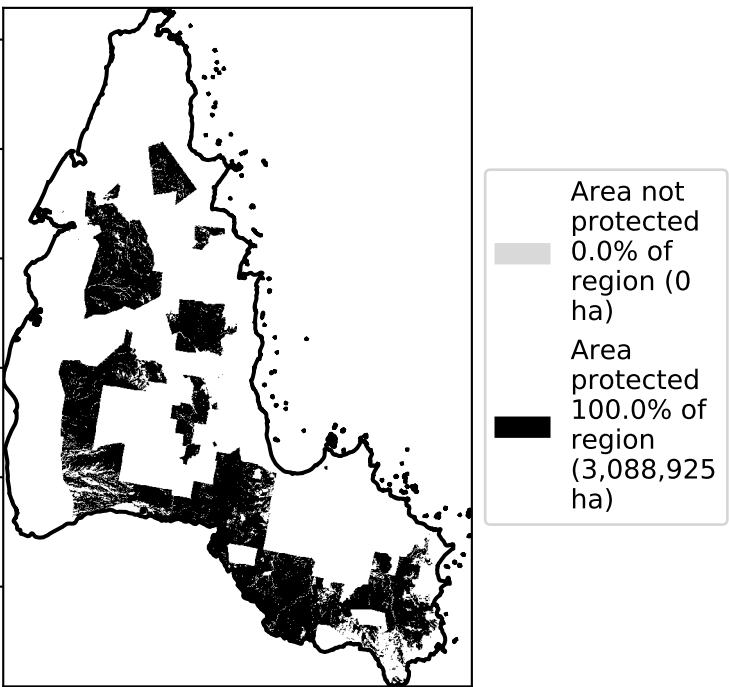 Area not
protected
0.0% of
region (0
ha)
Area
protected
100.0% of
region
(3,088,925
ha)